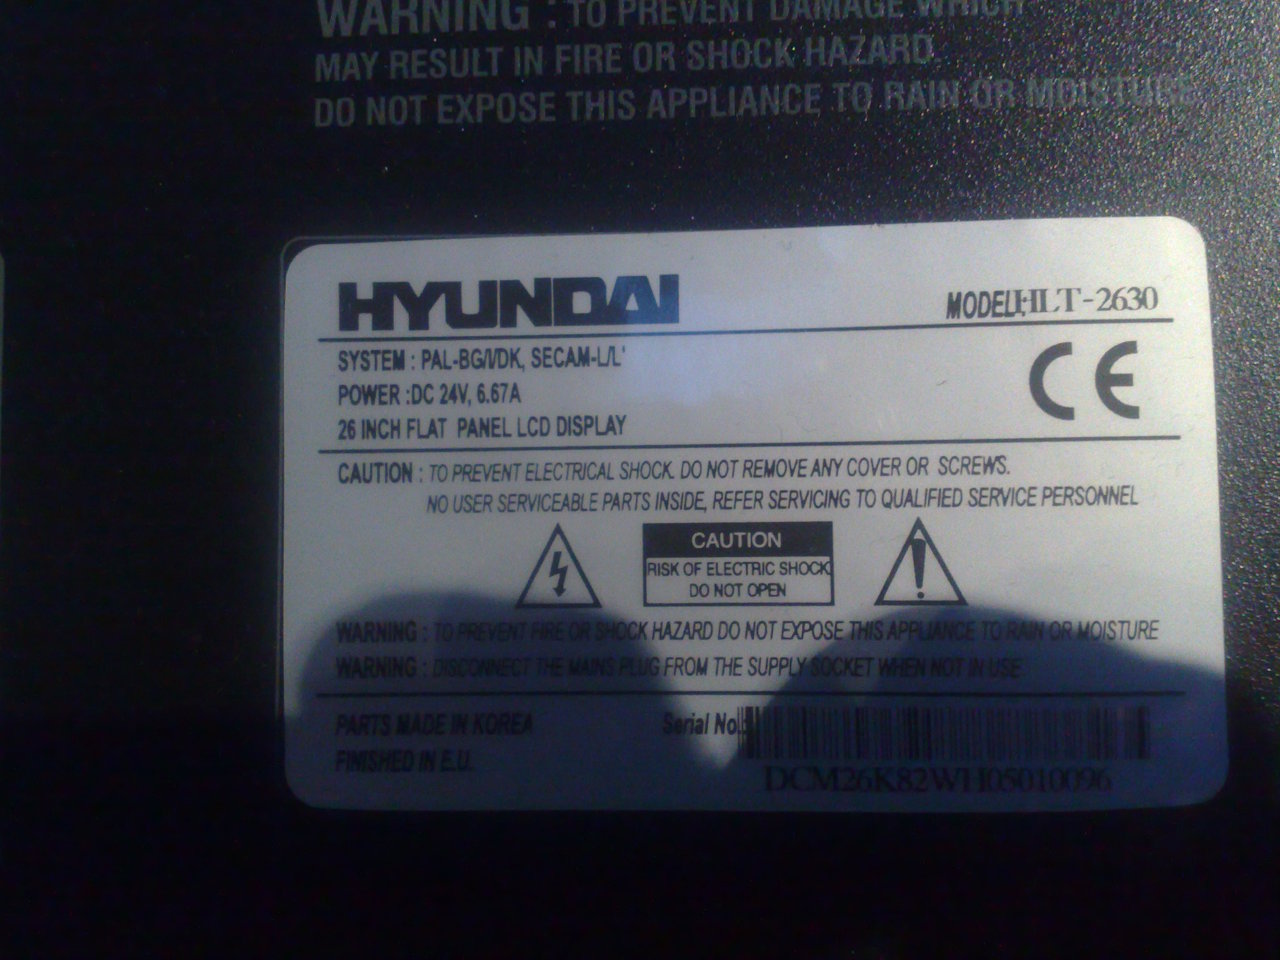 WARNING : TO PREVENT DAMAGE WHICH
MAY RESULT IN FIRE OR SHOCK HAZARD.
DO NOT EXPOSE THIS APPLIANCE TO RAIN OR MOISTURE
HYUNDAI
MODEL: HLT-2630
SYSTEM : PAL-BG/I/DK, SECAM-L/L'
POWER :DC 24V, 6.67A
26 INCH FLAT PANEL LCD DISPLAY
CE
CAUTION : TO PREVENT ELECTRICAL SHOCK. DO NOT REMOVE ANY COVER OR SCREWS.
NO USER SERVICEABLE PARTS INSIDE, REFER SERVICING TO QUALIFIED SERVICE PERSONNEL
CAUTION
RISK OF ELECTRIC SHOCK
DO NOT OPEN
WARNING : TO PREVENT FIRE OR SHOCK HAZARD DO NOT EXPOSE THIS APPLIANCE TO RAIN OR MOISTURE
WARNING : DISCONNECT THE MAINS PLUG FROM THE SUPPLY SOCKET WHEN NOT IN USE
PARTS MADE IN KOREA
FINISHED IN E.U.
Serial No.:
DCM26K82WH05010096